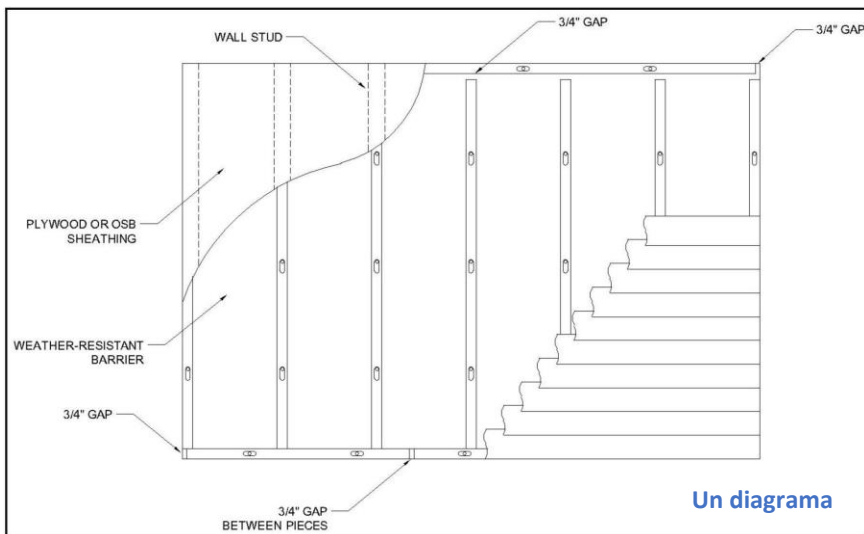 3/4" GAP
3/4" GAP
WALL STUD
PLYWOOD OR OSB
SHEATHING
WEATHER-RESISTANT
BARRIER
3/4" GAP
3/4" GAP
BETWEEN PIECES
Un diagrama